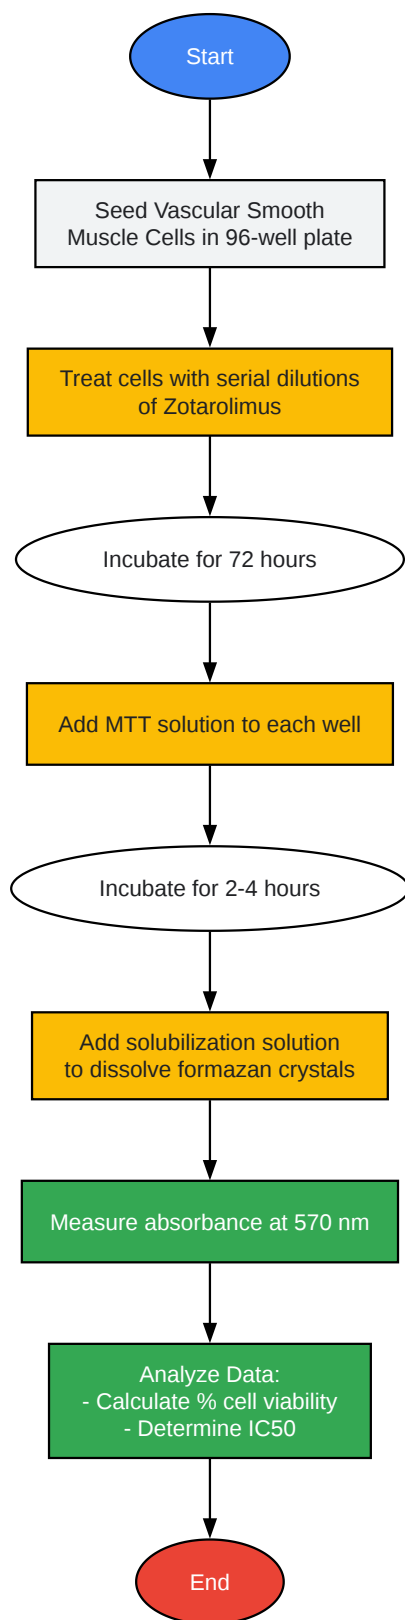 Start
Seed Vascular Smooth
Muscle Cells in 96-well plate
Treat cells with serial dilutions
of Zotarolimus
Incubate for 72 hours
Add MTT solution to each well
Incubate for 2-4 hours
Add solubilization solution
to dissolve formazan crystals
Measure absorbance at 570 nm
Analyze Data:
- Calculate % cell viability
- Determine IC50
End